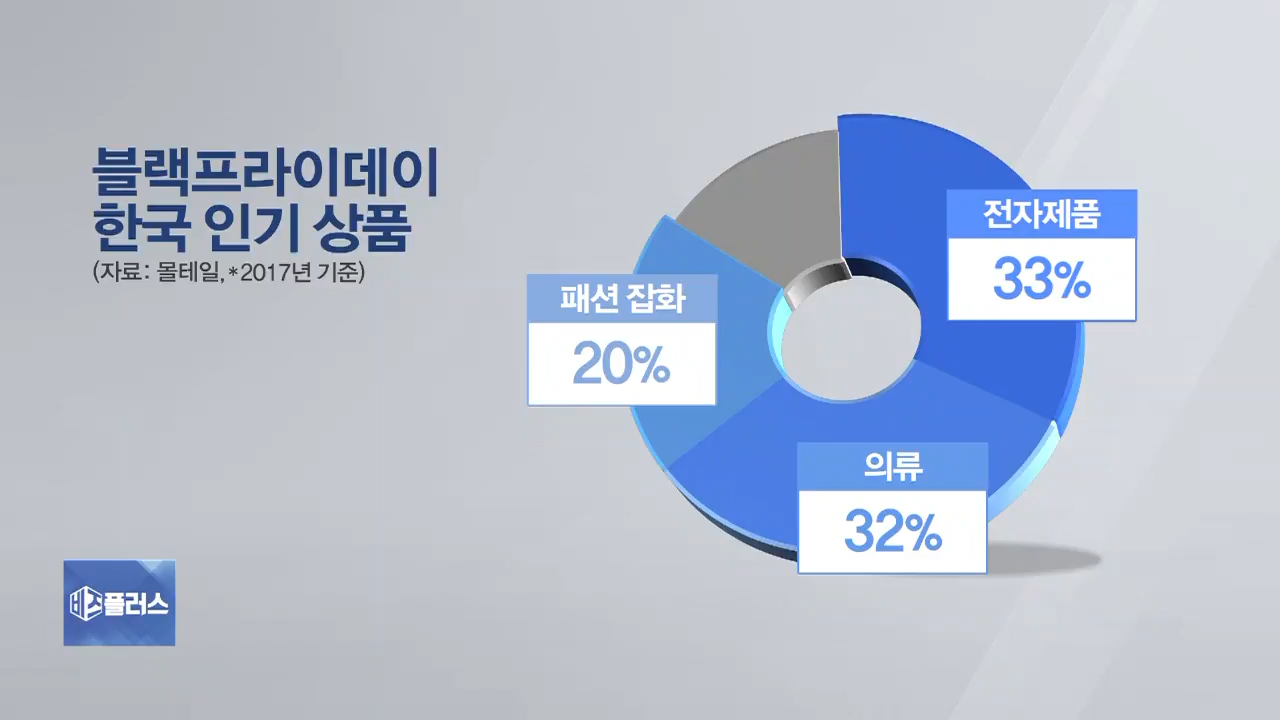 블랙프라이데이
한국 인기 상품
(자료: 몰테일,*2017년 기준)
전자제품
33%
패션 잡화
20%
의류
32%
비즈플러스